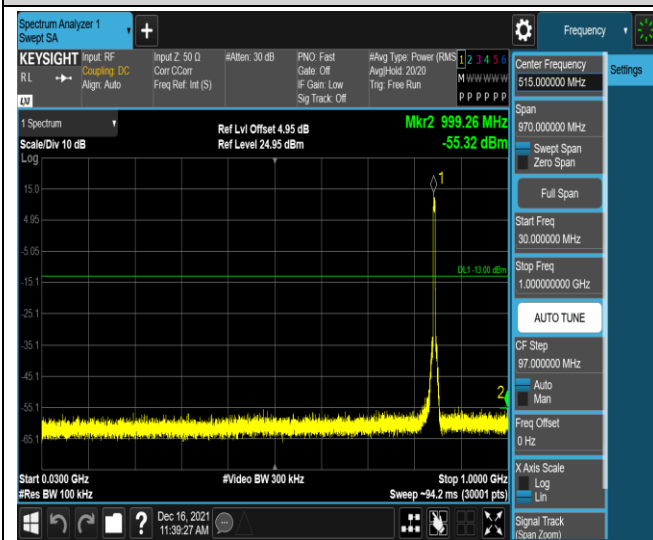 Spectrum Analyzer 1
Swept SA
Frequency
KEYSIGHT
RL
LXI
Input: RF
Coupling: DC
Align: Auto
Input Z: 50 Ω
Corr CCorr
Freq Ref: Int (S)
#Atten: 30 dB
PNO: Fast
Gate: Off
IF Gain: Low
Sig Track: Off
#Avg Type: Power (RMS
Avg|Hold: 20/20
Trig: Free Run
1 2 3 4 5 6
M W W W W W
P P P P P P
1 Spectrum
Scale/Div 10 dB
Log
Ref Lvl Offset 4.95 dB
Ref Level 24.95 dBm
Mkr2 999.26 MHz
-55.32 dBm
15.0
4.95
-5.05
-15.1
-25.1
-35.1
-45.1
-55.1
-65.1
1
DL1 -13.00 dBm
2
Start 0.0300 GHz
#Res BW 100 kHz
#Video BW 300 kHz
Stop 1.0000 GHz
Sweep ~94.2 ms (30001 pts)
Dec 16, 2021
11:39:27 AM
?
Center Frequency
515.000000 MHz
Settings
Span
970.000000 MHz
Swept Span
Zero Span
Full Span
Start Freq
30.000000 MHz
Stop Freq
1.000000000 GHz
AUTO TUNE
CF Step
97.000000 MHz
Auto
Man
Freq Offset
0 Hz
X Axis Scale
Log
Lin
Signal Track
(Span Zoom)